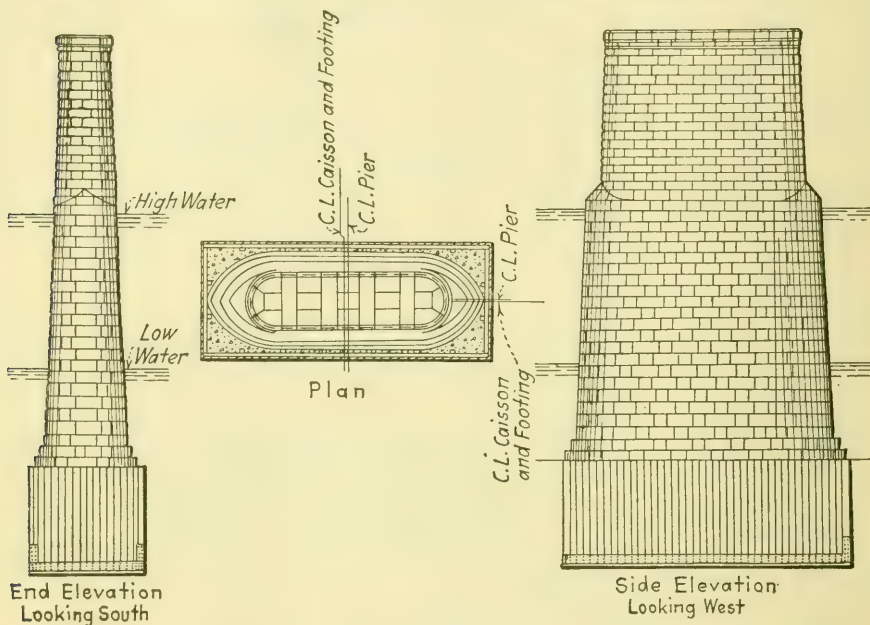 High Water
Low
Water
End Elevation
Looking South
C.L. Caisson and Footing
C.L. Pier
Plan
C.L. Pier
C.L. Caisson
and Footing
Side Elevation
Looking West